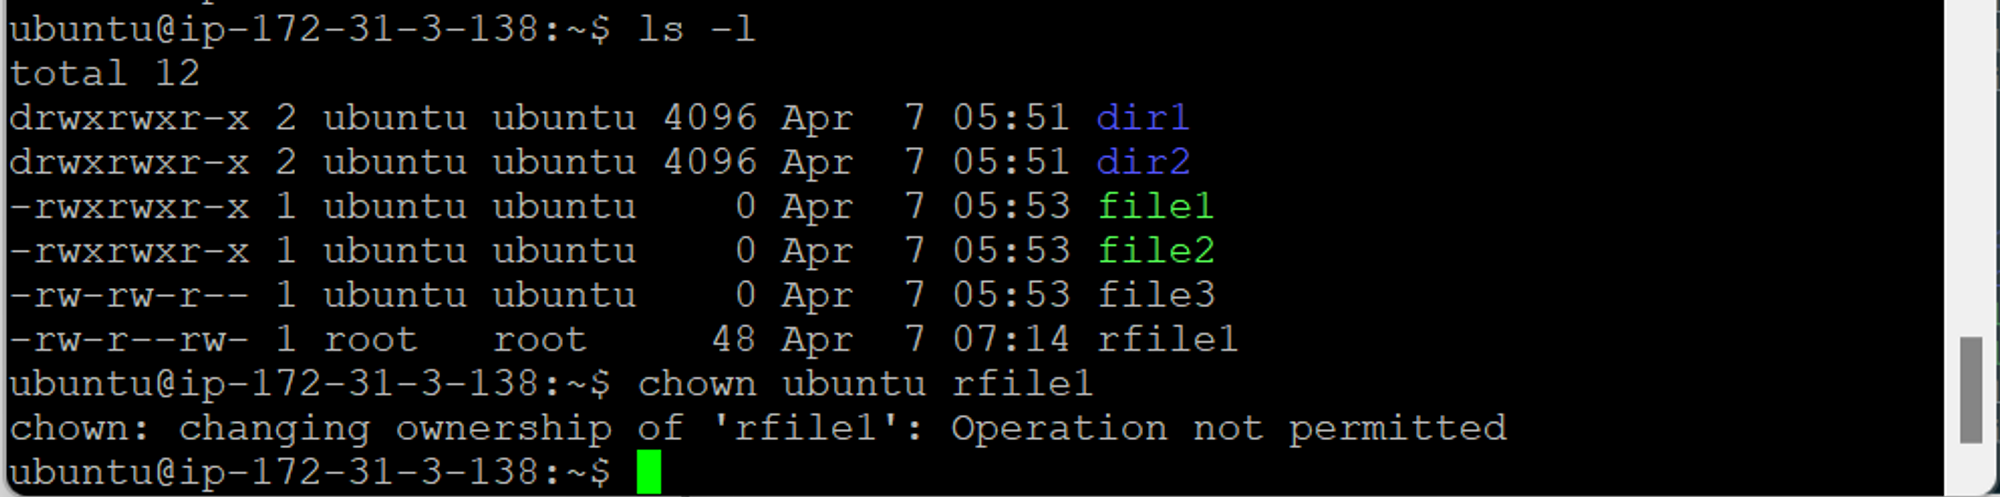 ubuntu@ip-172-31-3-138:~$ ls -l
total 12
drwxrwxr-x 2 ubuntu ubuntu 4096 Apr  7 05:51 dir1
drwxrwxr-x 2 ubuntu ubuntu 4096 Apr  7 05:51 dir2
-rwxrwxr-x 1 ubuntu ubuntu    0 Apr  7 05:53 file1
-rwxrwxr-x 1 ubuntu ubuntu    0 Apr  7 05:53 file2
-rw-rw-r-- 1 ubuntu ubuntu    0 Apr  7 05:53 file3
-rw-r--rw- 1 root   root     48 Apr  7 07:14 rfile1
ubuntu@ip-172-31-3-138:~$ chown ubuntu rfile1
chown: changing ownership of 'rfile1': Operation not permitted
ubuntu@ip-172-31-3-138:~$